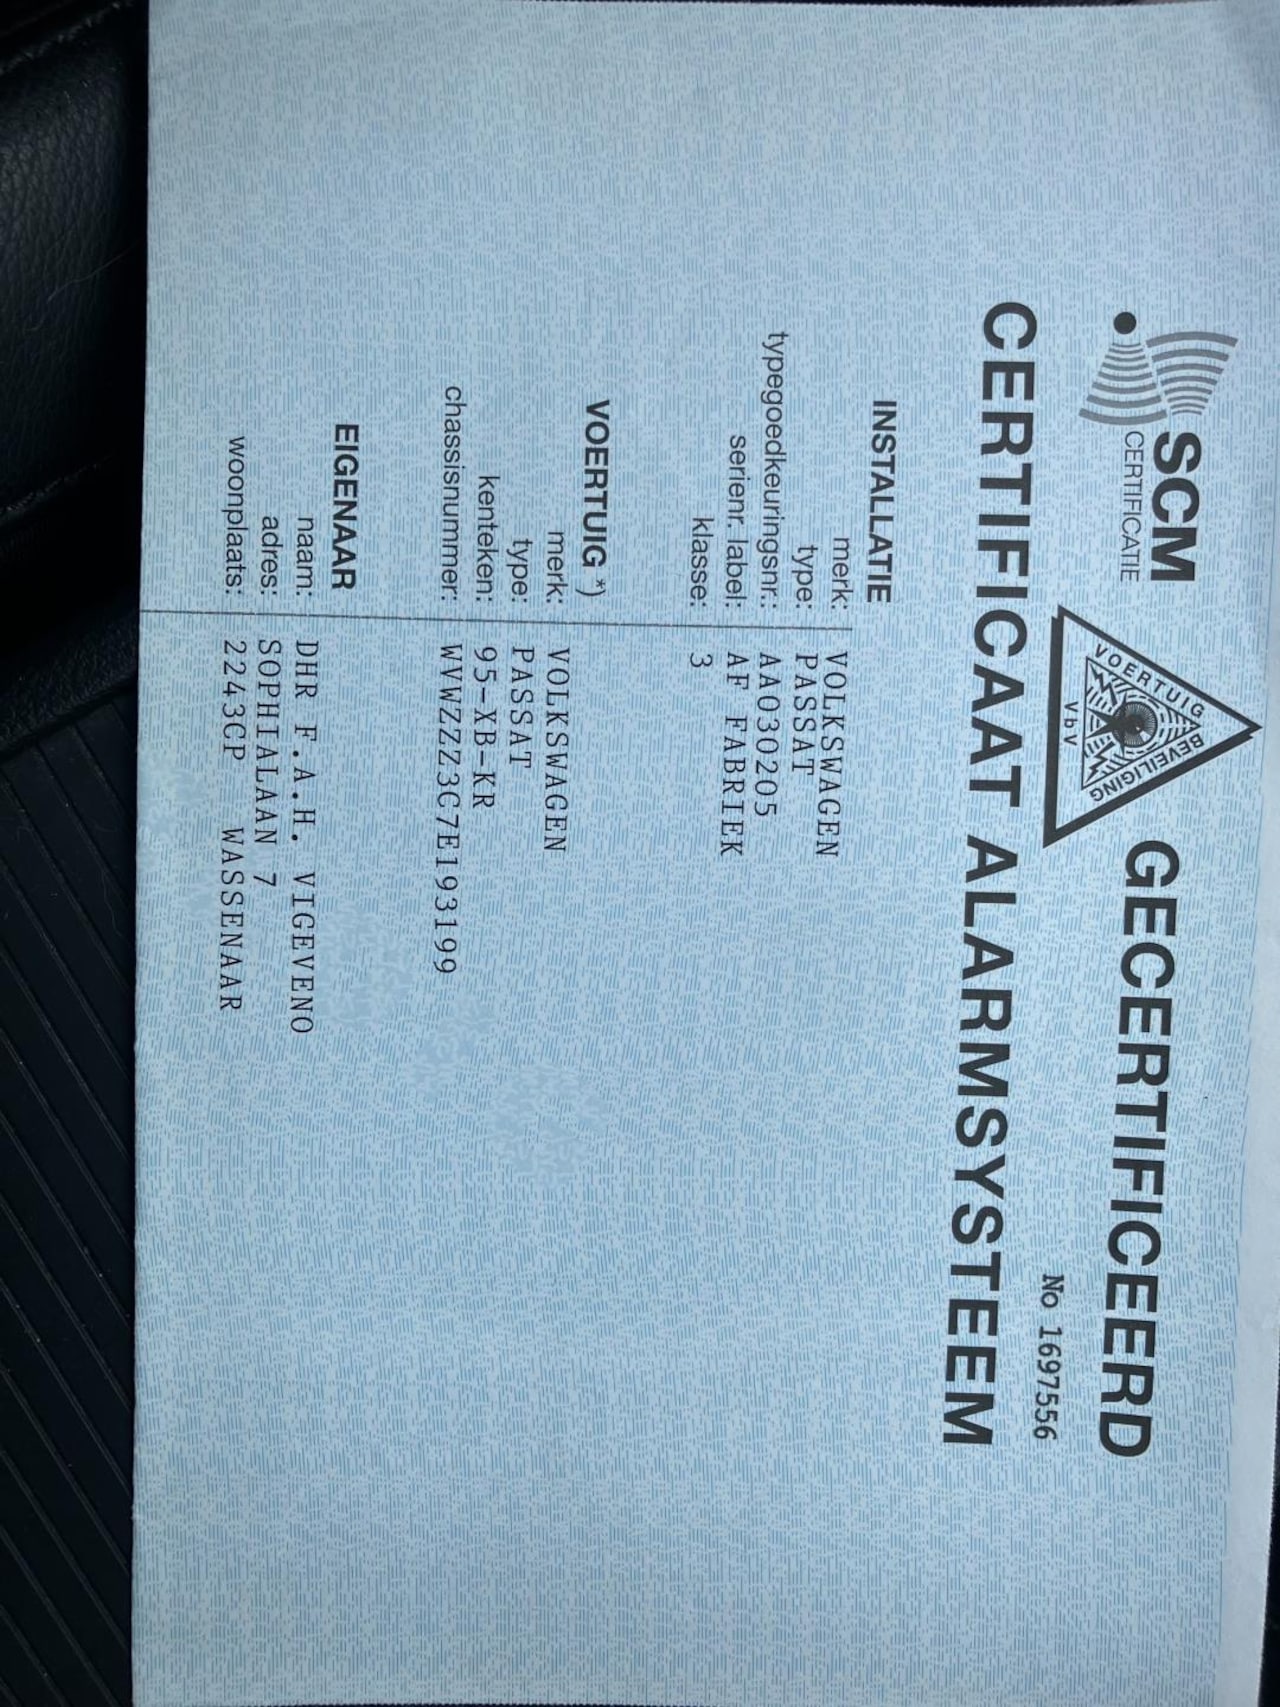 SCM
CERTIFICATIE
VOERTUIG
BEVEILIGING
VbV
GECERTIFICEERD
No 1697556
CERTIFICAAT ALARMSYSTEEM
INSTALLATIE
merk: VOLKSWAGEN
type: PASSAT
typegoedkeuringsnr.: AA030205
serienr. label: AF FABRIEK
klasse: 3
VOERTUIG *)
merk: VOLKSWAGEN
type: PASSAT
kenteken: 95-XB-KR
chassisnummer: WVWZZZ3C7E193199
EIGENAAR
naam: DHR F.A.H. VIGEVENO
adres: SOPHIALAAN 7
woonplaats: 2243CP WASSENAAR